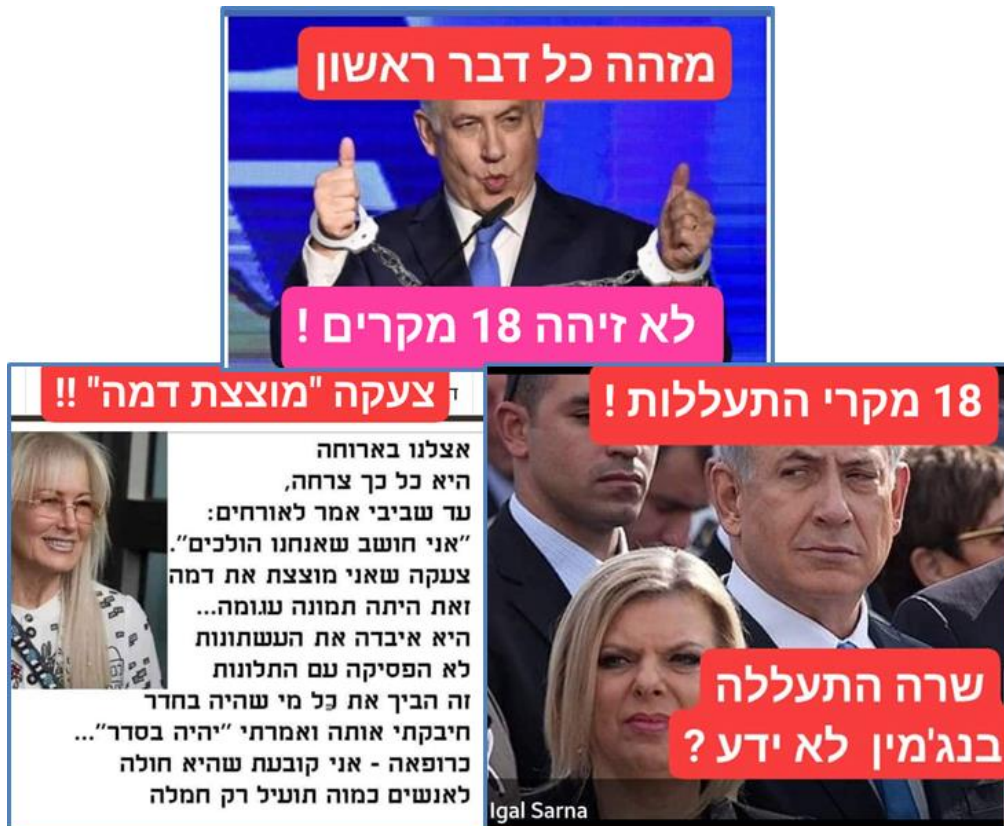 מזהה כל דבר ראשון
לא זיהה 18 מקרים !
18 מקרי התעללות !
שרה התעללה
בנג'מין לא ידע ?
Igal Sarna
צעקה "מוצצת דמה" !!
אצלנו בארוחה
היא כל כך צרחה,
עד שביבי אמר לאורחים:
"אני חושב שאנחנו הולכים".
צעקה שאני מוצצת את דמה
זאת היתה תמונה עגומה...
היא איבדה את העשתונות
לא הפסיקה עם התלונות
זה הביך את כֵּל מי שהיה בחדר
חיבקתי אותה ואמרתי "יהיה בסדר"...
כרופאה - אני קובעת שהיא חולה
לאנשים כמוה תועיל רק חמלה